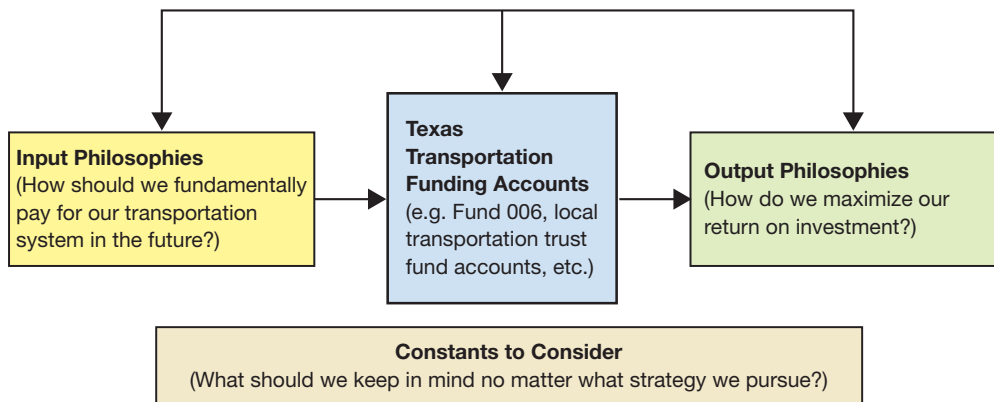 Input Philosophies
(How should we fundamentally
pay for our transportation
system in the future?)
Texas
Transportation
Funding Accounts
(e.g. Fund 006, local
transportation trust
fund accounts, etc.)
Output Philosophies
(How do we maximize our
return on investment?)
Constants to Consider
(What should we keep in mind no matter what strategy we pursue?)